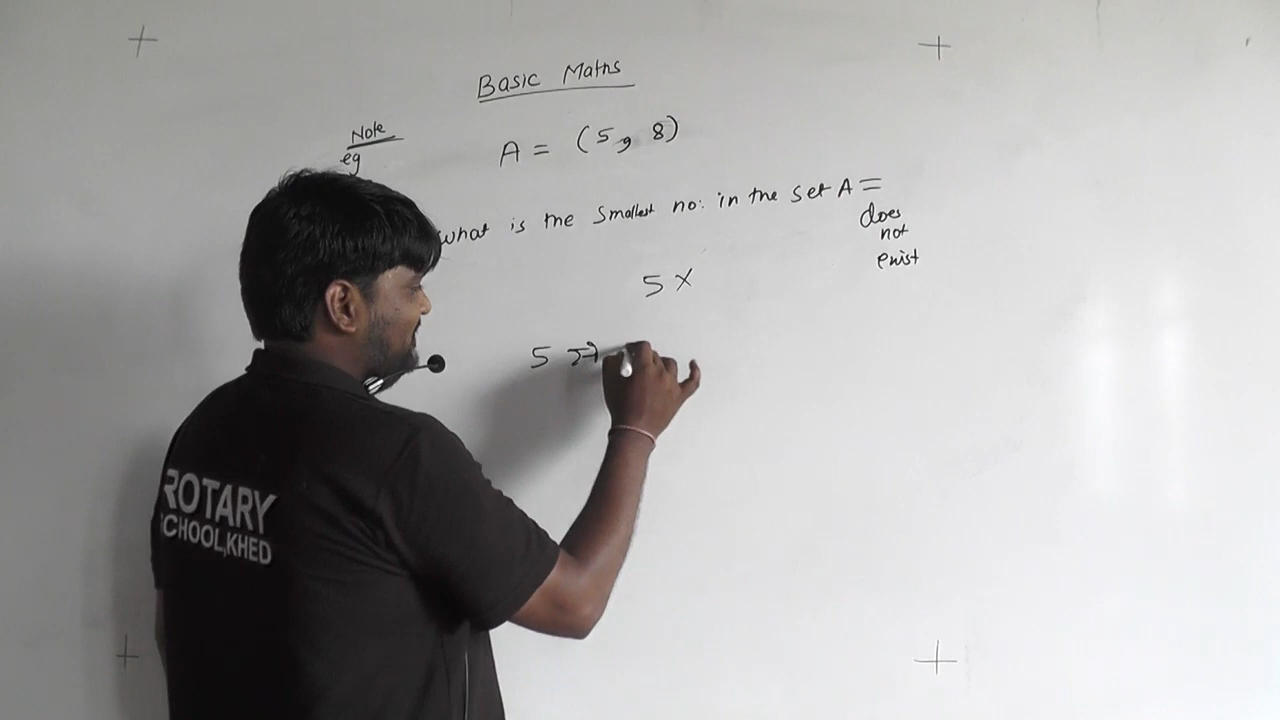 Basic Maths
Note
eg
A = (5, 8)
what is the smallest no: in the set A =
does
not
exist
5 ×
5
ROTARY
SCHOOL, KHED